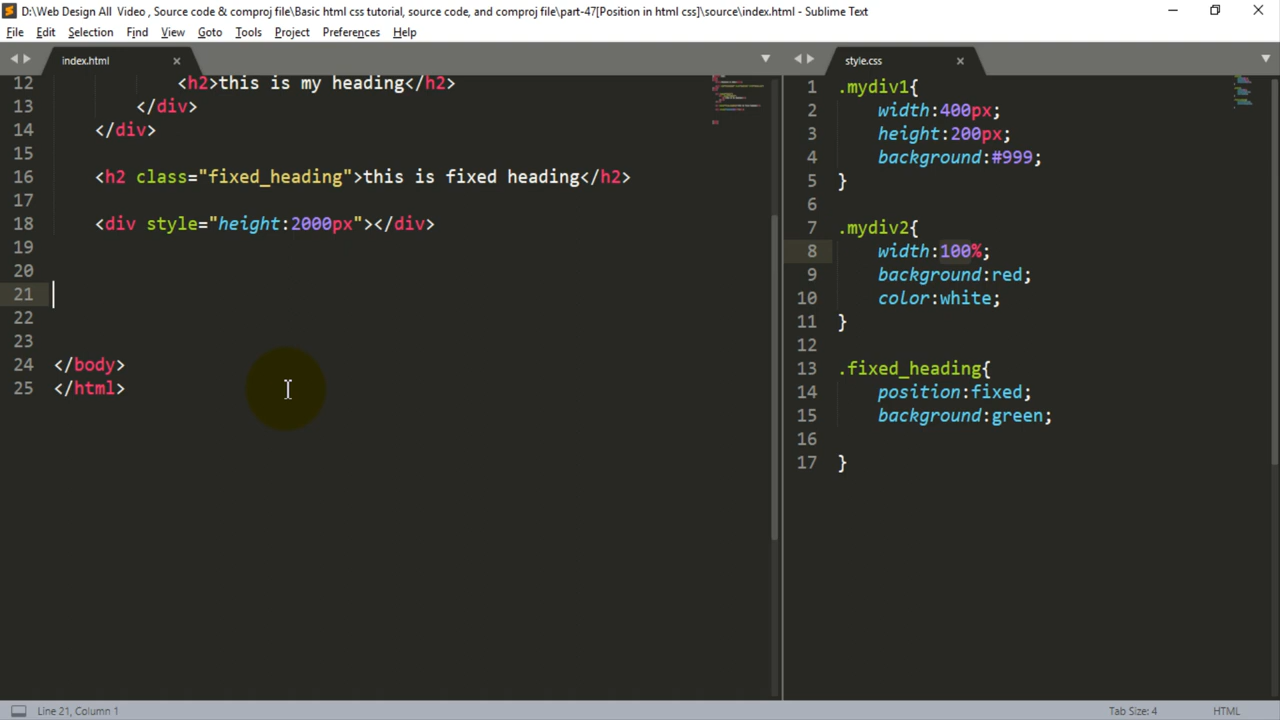 D:\Web Design All Video , Source code & comproj file\Basic html css tutorial, source code, and comproj file\part-47[Position in html css]\source\index.html - Sublime Text
File Edit Selection Find View Goto Tools Project Preferences Help
index.html
12 <h2>this is my heading</h2>
13 </div>
14 </div>
15
16 <h2 class="fixed_heading">this is fixed heading</h2>
17
18 <div style="height:2000px"></div>
19
20
21
22
23
24 </body>
25 </html>
style.css
1 .mydiv1{
2 width:400px;
3 height:200px;
4 background:#999;
5 }
6
7 .mydiv2{
8 width:100%;
9 background:red;
10 color:white;
11 }
12
13 .fixed_heading{
14 position:fixed;
15 background:green;
16
17 }
Line 21, Column 1
Tab Size: 4 HTML